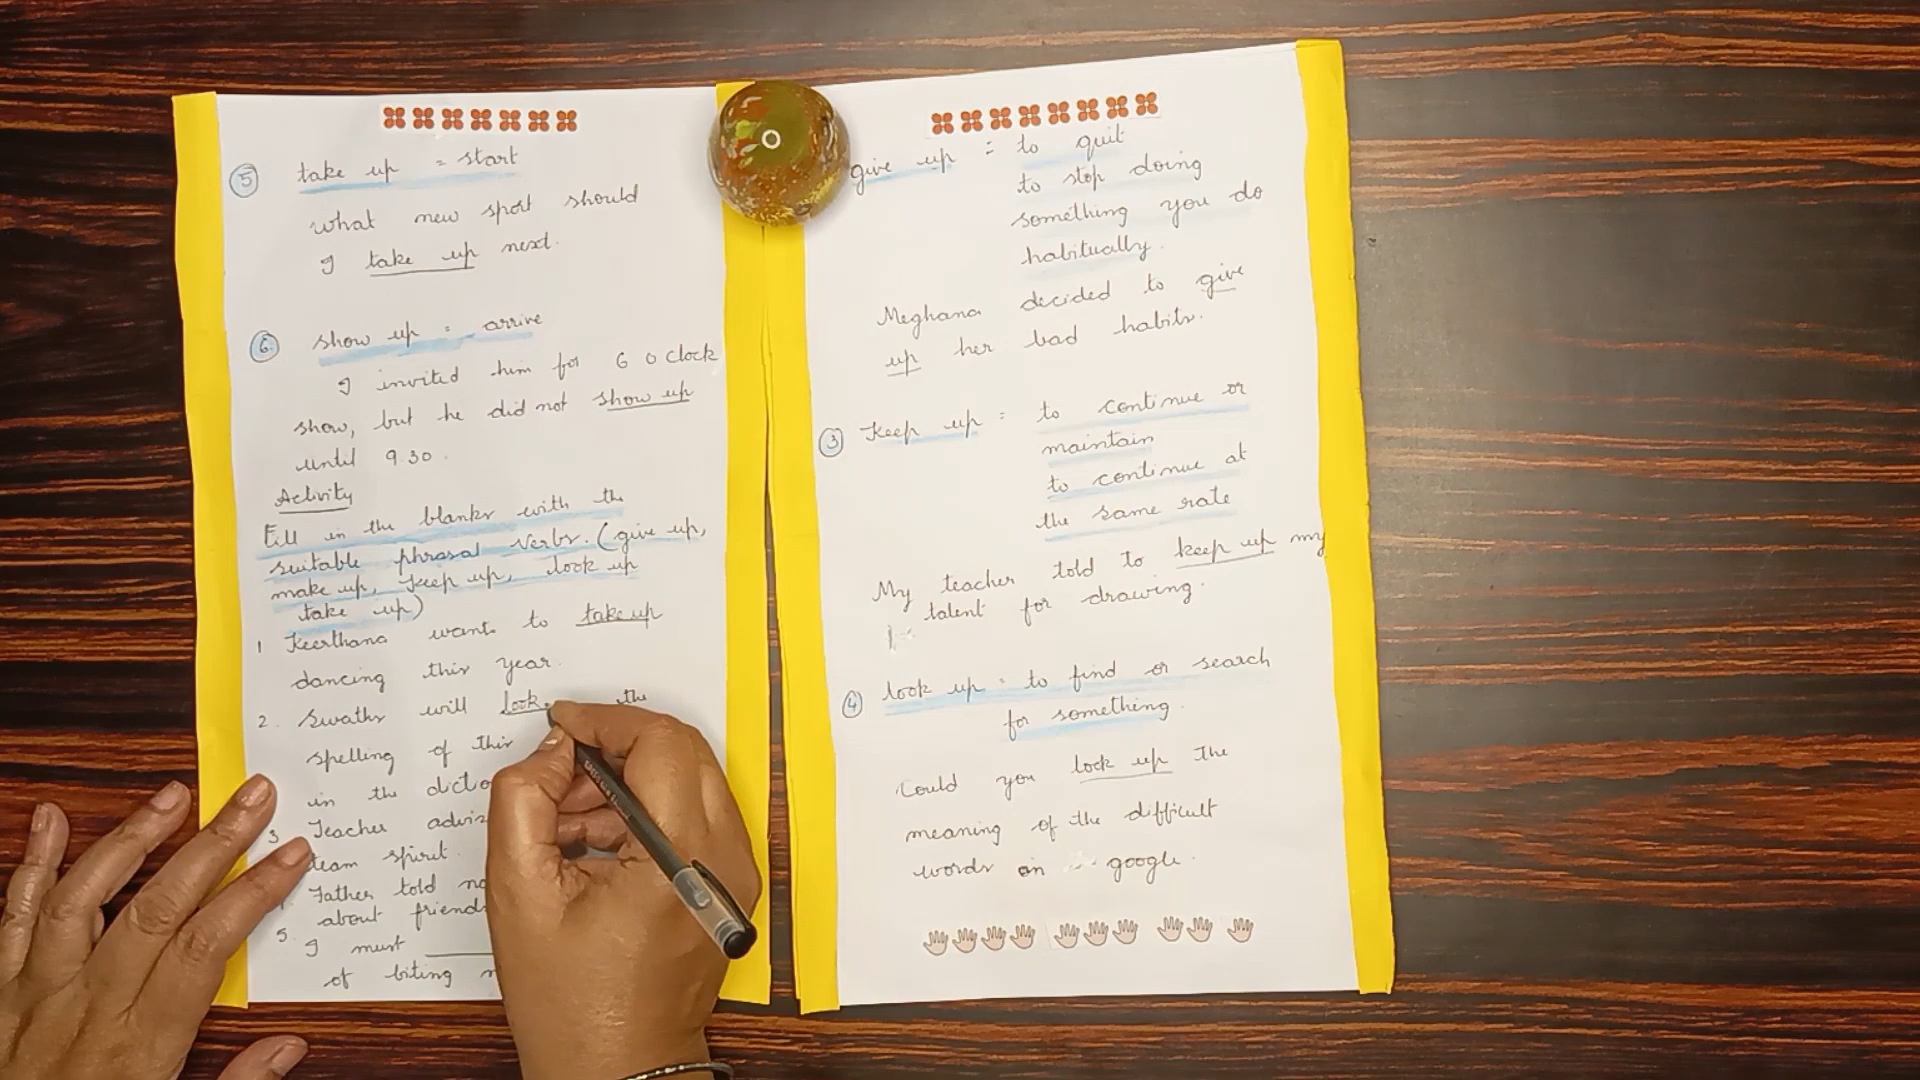 5 take up = start
what new sport should
I take up next.
6. show up = arrive
I invited him for 6 O clock
show, but he did not show up
until 9.30.
Activity
Fill in the blanks with the
suitable phrasal verbs. (give up,
make up, keep up, look up
take up)
1 Keerthana wants to take up
dancing this year.
2. Swathy will look the
spelling of this
in the
3 Teacher
team spirit.
Father told
about
5. I must ______
of biting
give up = to quit
to stop doing
something you do
habitually.
Meghana decided to give
up her bad habits.
3 Keep up = to continue or
maintain
to continue at
the same rate
My teacher told to keep up my
talent for drawing.
4 look up = to find or search
for something.
Could you look up the
meaning of the difficult
words on google.